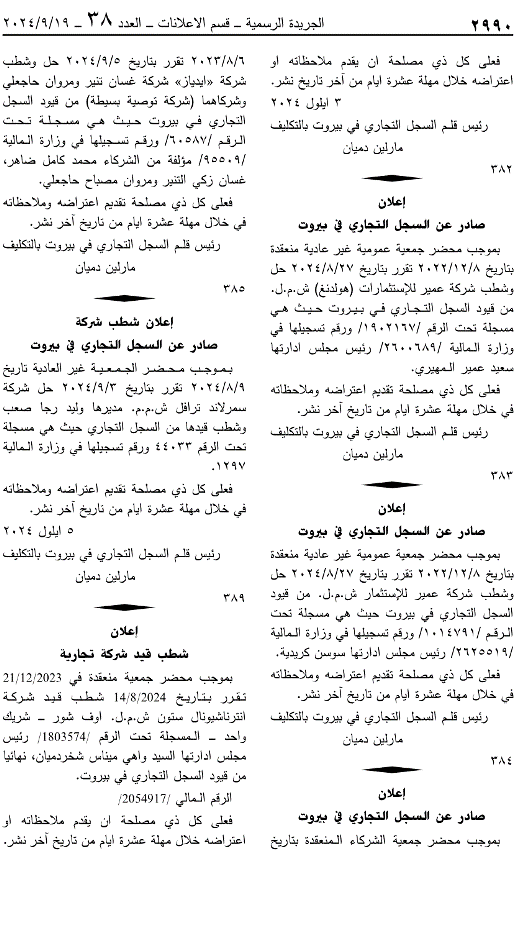 ٢٩٩٠
الجريدة الرسمية – قسم الاعلانات – العدد ٣٨ – ٢٠٢٤/٩/١٩
فعلى كل ذي مصلحة ان يقدم ملاحظاته او
اعتراضه خلال مهلة عشرة ايام من آخر تاريخ نشر.
٣ ايلول ٢٠٢٤
رئيس قلم السجل التجاري في بيروت بالتكليف
مارلين دميان
٣٨٢
إعلان
صادر عن السجل التجاري في بيروت
بموجب محضر جمعية عمومية غير عادية منعقدة
بتاريخ ٢٠٢٢/١٢/٨ تقرر بتاريخ ٢٠٢٤/٨/٢٧ حل
وشطب شركة عمير للإستثمارات (هولدنغ) ش.م.ل.
من قيود السجل التجاري في بيروت حيث هي
مسجلة تحت الرقم /١٩٠٢١٦٧/ ورقم تسجيلها في
وزارة المالية /٢٦٠٠٦٨٩/ رئيس مجلس ادارتها
سعيد عمير المهيري.
فعلى كل ذي مصلحة تقديم اعتراضه وملاحظاته
في خلال مهلة عشرة ايام من تاريخ آخر نشر.
رئيس قلم السجل التجاري في بيروت بالتكليف
مارلين دميان
٣٨٣
إعلان
صادر عن السجل التجاري في بيروت
بموجب محضر جمعية عمومية غير عادية منعقدة
بتاريخ ٢٠٢٢/١٢/٨ تقرر بتاريخ ٢٠٢٤/٨/٢٧ حل
وشطب شركة عمير للإستثمار ش.م.ل. من قيود
السجل التجاري في بيروت حيث هي مسجلة تحت
الرقم /١٠١٤٧٩١/ ورقم تسجيلها في وزارة المالية
/٢٦٢٥٥١٩/ رئيس مجلس ادارتها سوسن كريدية.
فعلى كل ذي مصلحة تقديم اعتراضه وملاحظاته
في خلال مهلة عشرة ايام من تاريخ آخر نشر.
رئيس قلم السجل التجاري في بيروت بالتكليف
مارلين دميان
٣٨٤
إعلان
صادر عن السجل التجاري في بيروت
بموجب محضر جمعية الشركاء المنعقدة بتاريخ
٢٠٢٣/٨/٦ تقرر بتاريخ ٢٠٢٤/٩/٥ حل وشطب
شركة «ايدياز» شركة غسان تنير ومروان حاجعلي
وشركاهما (شركة توصية بسيطة) من قيود السجل
التجاري في بيروت حيث هي مسجلة تحت
الرقم /٦٠٥٨٧/ ورقم تسجيلها في وزارة المالية
/٩٥٥٠٩/ مؤلفة من الشركاء محمد كامل ضاهر،
غسان زكي التنير ومروان مصباح حاجعلي.
فعلى كل ذي مصلحة تقديم اعتراضه وملاحظاته
في خلال مهلة عشرة ايام من تاريخ آخر نشر.
رئيس قلم السجل التجاري في بيروت بالتكليف
مارلين دميان
٣٨٥
إعلان شطب شركة
صادر عن السجل التجاري في بيروت
بموجب محضر الجمعية غير العادية تاريخ
٢٠٢٤/٨/٩ تقرر بتاريخ ٢٠٢٤/٩/٣ حل شركة
سمرلاند ترافل ش.م.م. مديرها وليد رجا صعب
وشطب قيدها من السجل التجاري حيث هي مسجلة
تحت الرقم ٤٤٠٣٣ ورقم تسجيلها في وزارة المالية
١٢٩٧.
فعلى كل ذي مصلحة تقديم اعتراضه وملاحظاته
في خلال مهلة عشرة ايام من تاريخ آخر نشر.
٥ ايلول ٢٠٢٤
رئيس قلم السجل التجاري في بيروت بالتكليف
مارلين دميان
٣٨٩
إعلان
شطب قيد شركة تجارية
بموجب محضر جمعية منعقدة في 21/12/2023
تقرر بتاريخ 14/8/2024 شطب قيد شركة
انترناشيونال ستون ش.م.ل. اوف شور – شريك
واحد – المسجلة تحت الرقم /1803574/ رئيس
مجلس ادارتها السيد واهي ميناس شخردميان، نهائيا
من قيود السجل التجاري في بيروت.
الرقم المالي /2054917/
فعلى كل ذي مصلحة ان يقدم ملاحظاته او
اعتراضه خلال مهلة عشرة ايام من تاريخ آخر نشر.